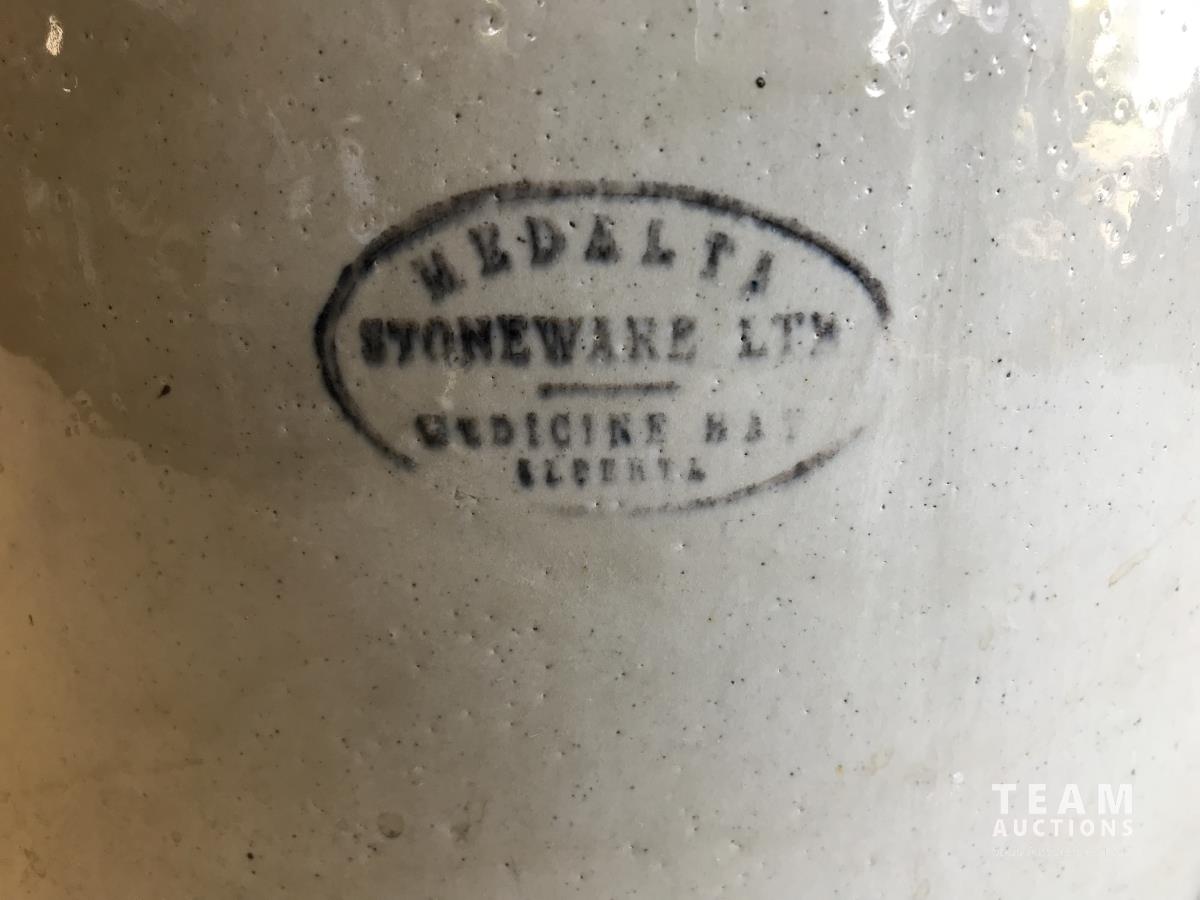 MEDALTA
STONEWARE LTD
MEDICINE HAT
ALBERTA
TEAM
AUCTIONS